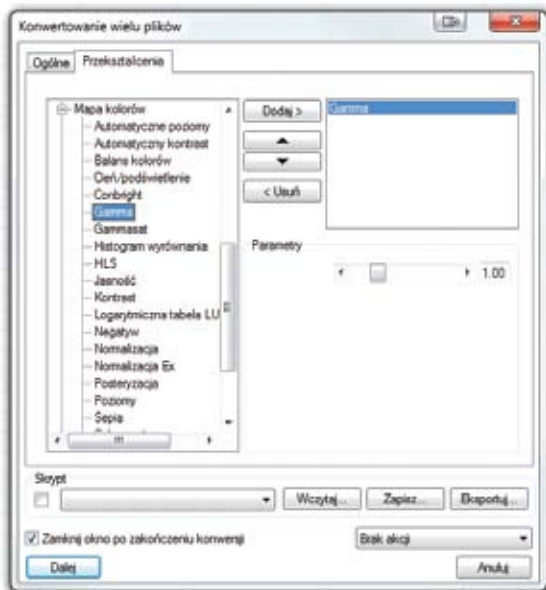 Konwertowanie wielu plików
Ogólne Przekształcenia
Mapa kolorów
Automatyczne poziomy
Automatyczny kontrast
Balans kolorów
Cień/podświetlenie
Conbright
Gamma
Gammasat
Histogram wyrównania
HLS
Jasność
Kontrast
Logarytmiczna tabela LU
Negatyw
Normalizacja
Normalizacja Ex
Posteryzacja
Poziomy
Sepia
Dodaj >
< Usuń
Gamma
Parametry
1.00
Skrypt
Wczytaj... Zapisz... Eksportuj...
Zamknij okno po zakończeniu konwersji
Brak akcji
Dalej
Anuluj